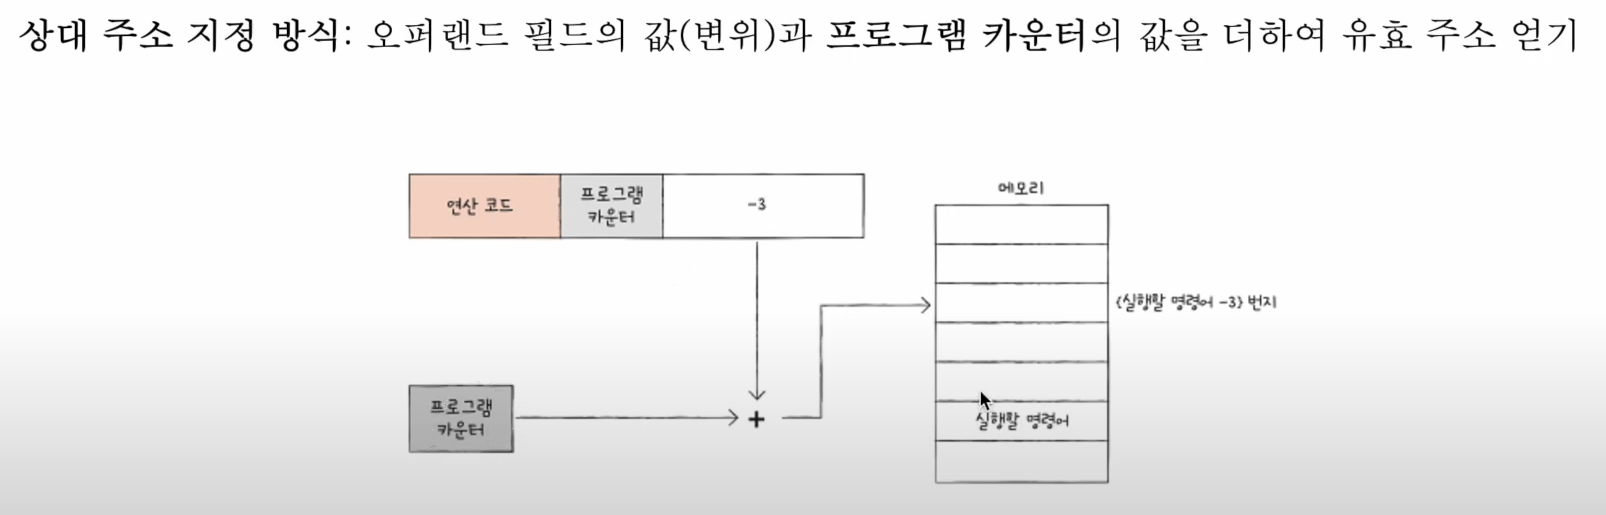 상대 주소 지정 방식: 오퍼랜드 필드의 값(변위)과 프로그램 카운터의 값을 더하여 유효 주소 얻기
연산 코드
프로그램
카운터
-3
메모리
{실행할 명령어 -3} 번지
프로그램
카운터
+
실행할 명령어